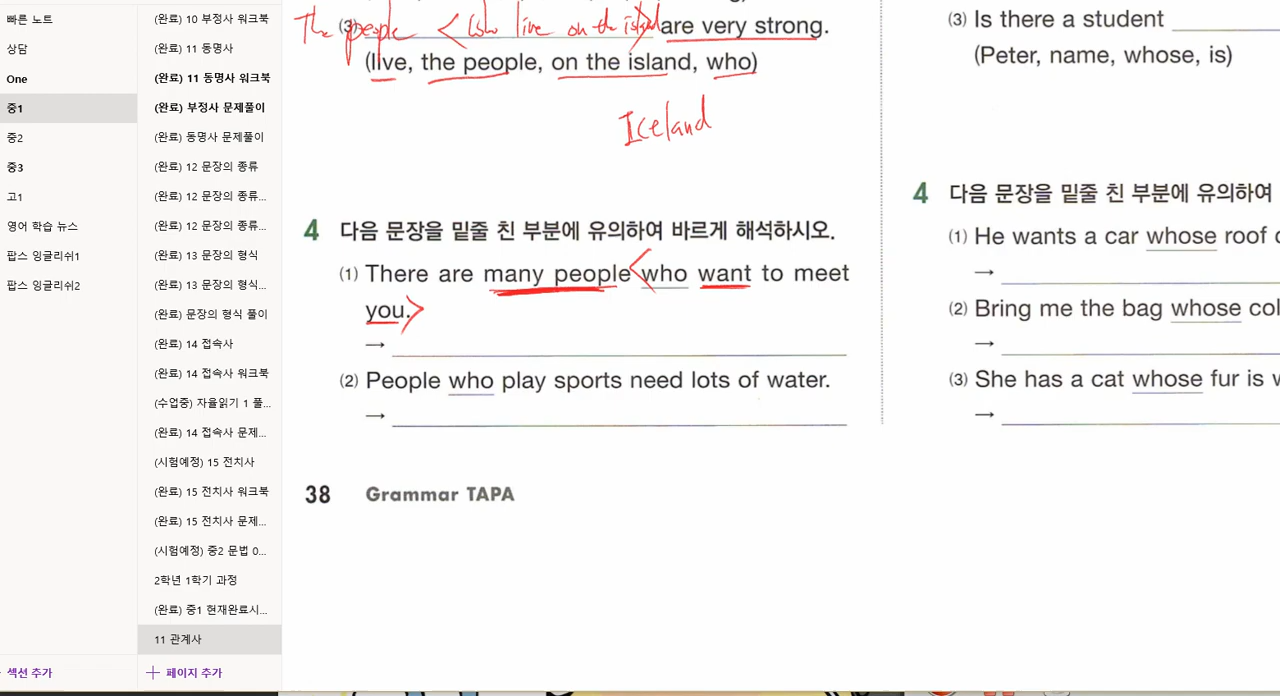 빠른 노트
상담
One
중1
중2
중3
고1
영어 학습 뉴스
팝스 잉글리쉬1
팝스 잉글리쉬2
섹션 추가
(완료) 10 부정사 워크북
(완료) 11 동명사
(완료) 11 동명사 워크북
(완료) 부정사 문제풀이
(완료) 동명사 문제풀이
(완료) 12 문장의 종류
(완료) 12 문장의 종류...
(완료) 12 문장의 종류...
(완료) 13 문장의 형식
(완료) 13 문장의 형식...
(완료) 문장의 형식 풀이
(완료) 14 접속사
(완료) 14 접속사 워크북
(수업중) 자율읽기 1 풀...
(완료) 14 접속사 문제...
(시험예정) 15 전치사
(완료) 15 전치사 워크북
(완료) 15 전치사 문제...
(시험예정) 중2 문법 0...
2학년 1학기 과정
(완료) 중1 현재완료시...
11 관계사
페이지 추가
(3) The people < who live on the island > are very strong.
(live, the people, on the island, who)
Iceland
4 다음 문장을 밑줄 친 부분에 유의하여 바르게 해석하시오.
(1) There are many people < who want to meet
you. >
→
(2) People who play sports need lots of water.
→
38 Grammar TAPA
(3) Is there a student
(Peter, name, whose, is)
4 다음 문장을 밑줄 친 부분에 유의하여
(1) He wants a car whose roof
→
(2) Bring me the bag whose col
→
(3) She has a cat whose fur is
→